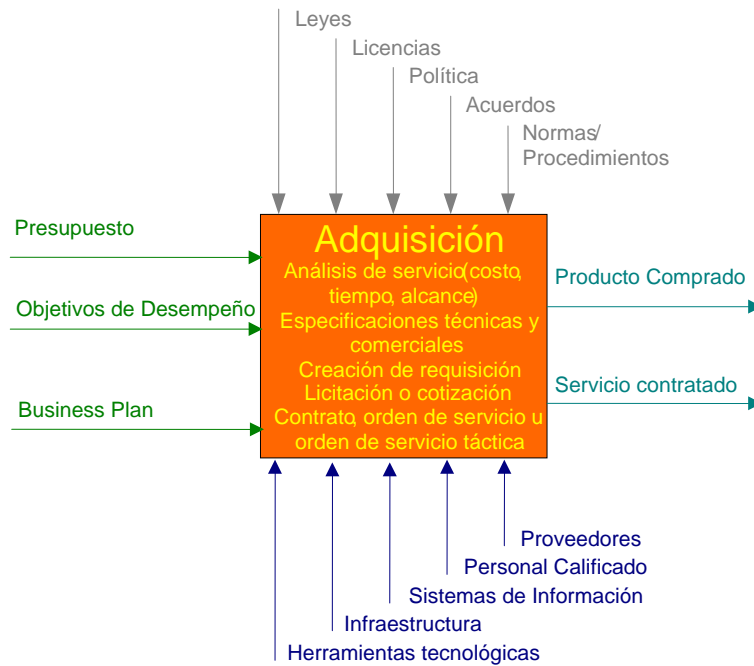 Leyes
Licencias
Política
Acuerdos
Normas/
Procedimientos
Presupuesto
Objetivos de Desempeño
Business Plan
Adquisición
Análisis de servicio(costo,
tiempo, alcance)
Especificaciones técnicas y
comerciales
Creación de requisición
Licitación o cotización
Contrato, orden de servicio u
orden de servicio táctica
Producto Comprado
Servicio contratado
Proveedores
Personal Calificado
Sistemas de Información
Infraestructura
Herramientas tecnológicas